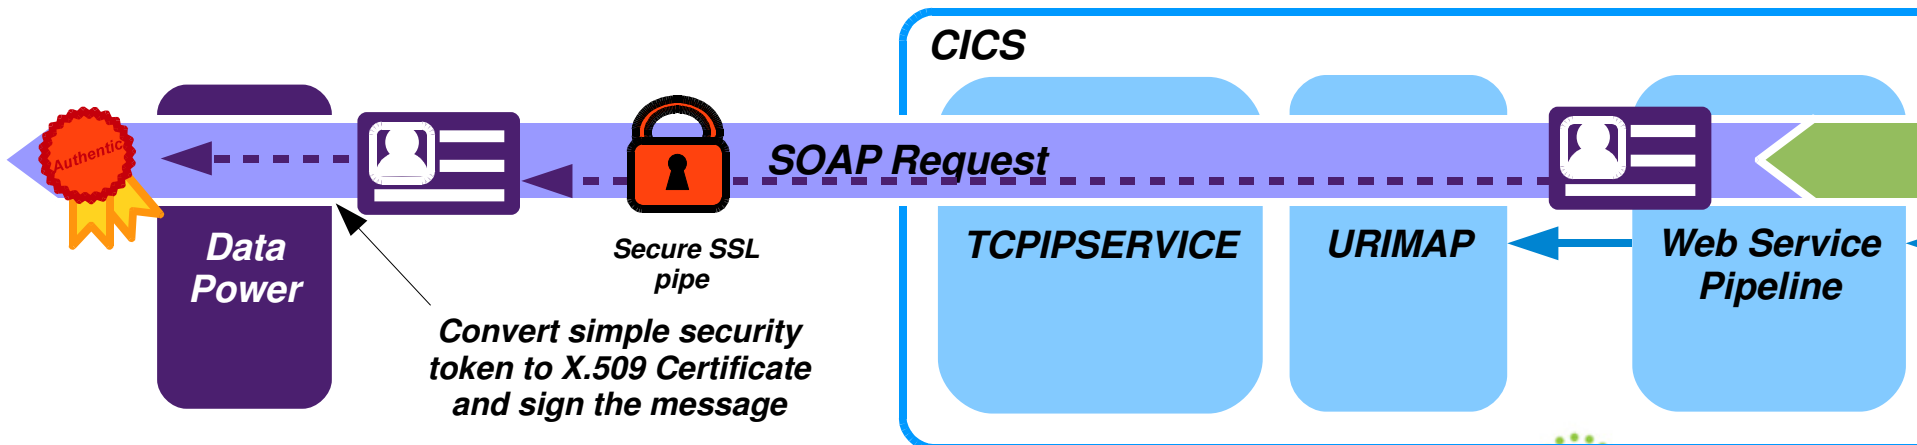 CICS
Authentic
SOAP Request
Data
Power
Secure SSL
pipe
TCPIPSERVICE
URIMAP
Web Service
Pipeline
Convert simple security
token to X.509 Certificate
and sign the message